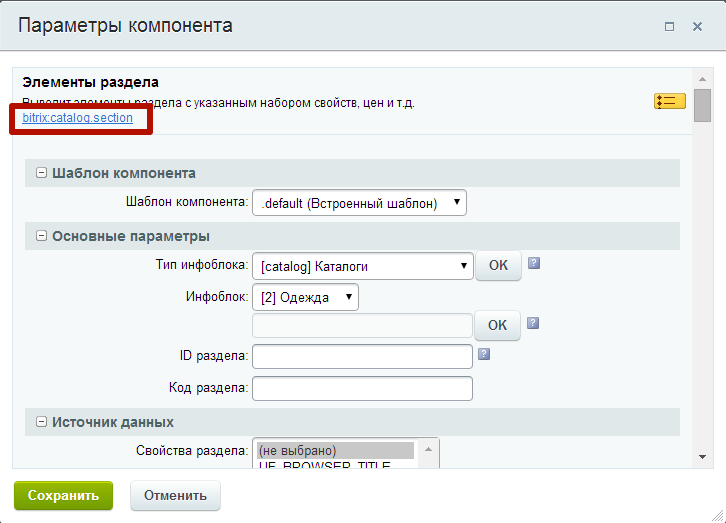 Параметры компонента
Элементы раздела
Выводит элементы раздела с указанным набором свойств, цен и т.д.
bitrix:catalog.section
Шаблон компонента
Шаблон компонента: .default (Встроенный шаблон)
Основные параметры
Тип инфоблока: [catalog] Каталоги OK ?
Инфоблок: [2] Одежда
OK ?
ID раздела: ?
Код раздела:
Источник данных
Свойства раздела: (не выбрано)
UF_BROWSER_TITLE
Сохранить Отменить